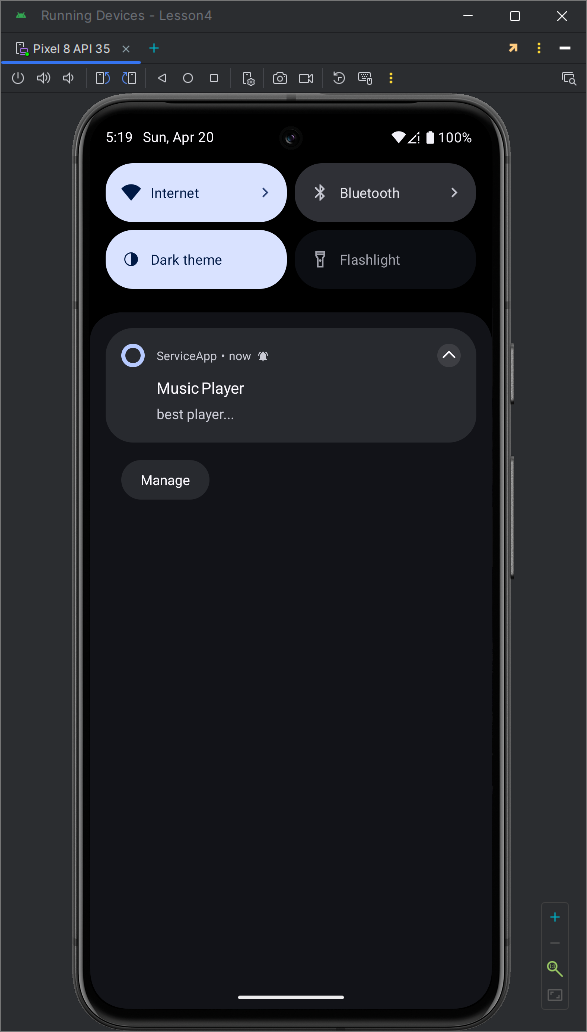 Running Devices - Lesson4
Pixel 8 API 35
5:19 Sun, Apr 20 100%
Internet Bluetooth
Dark theme Flashlight
ServiceApp • now
Music Player
best player...
Manage